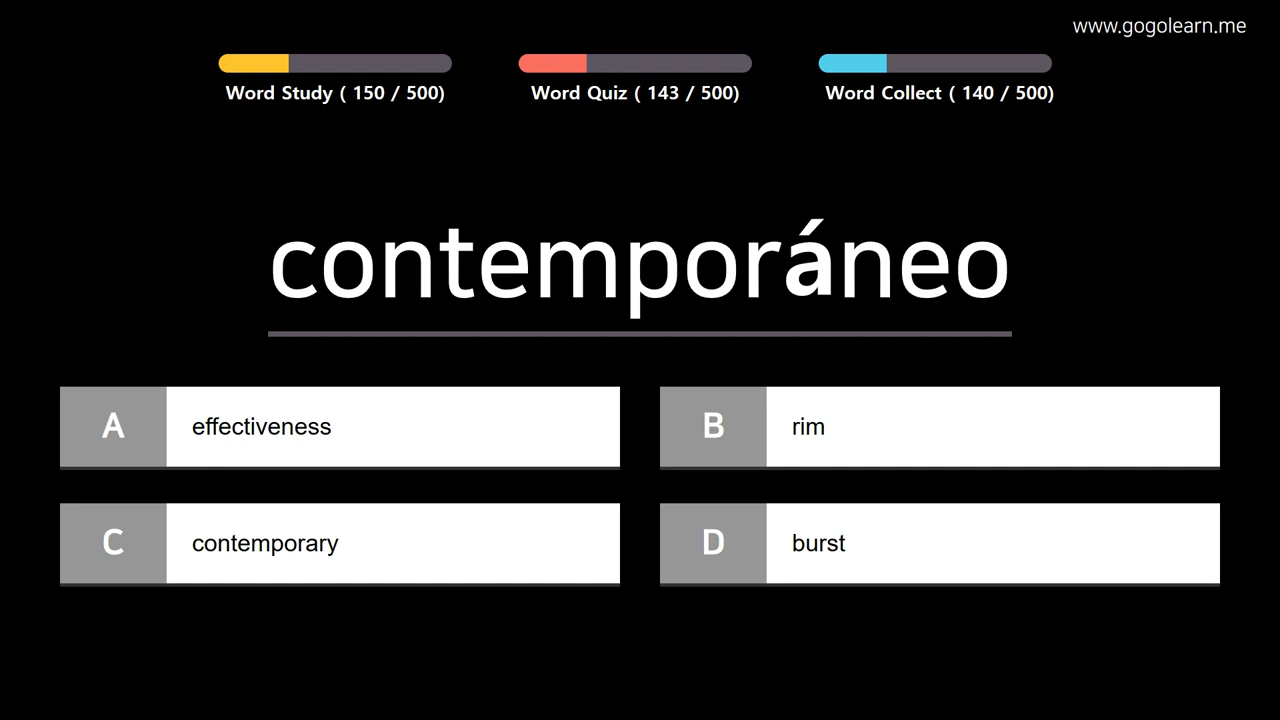 www.gogolearn.me
Word Study ( 150 / 500)
Word Quiz ( 143 / 500)
Word Collect ( 140 / 500)
contemporáneo
A effectiveness
B rim
C contemporary
D burst